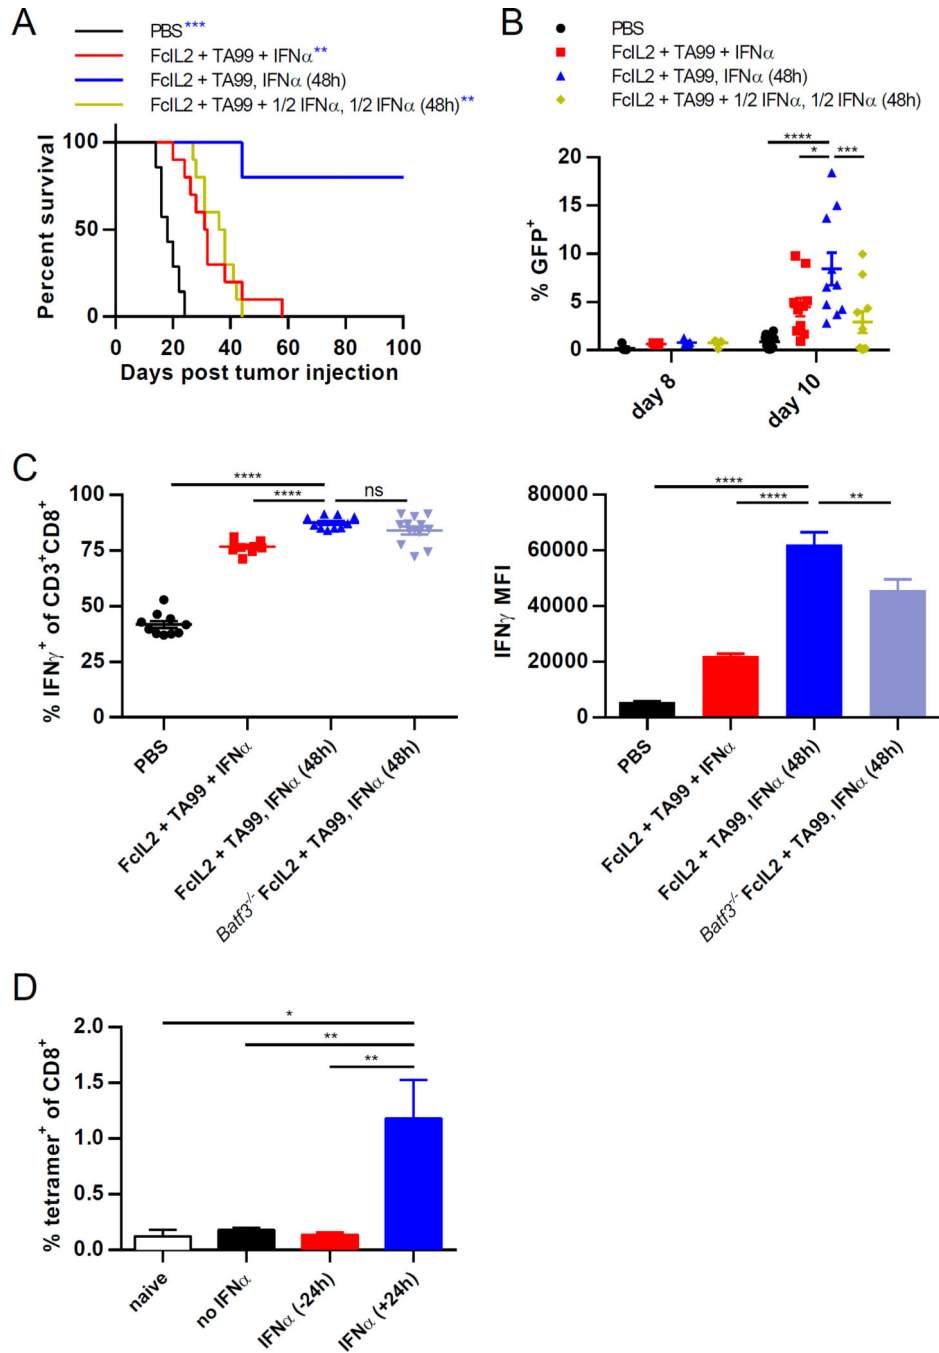 A
PBS***
FcIL2 + TA99 + IFNα**
FcIL2 + TA99, IFNα (48h)
FcIL2 + TA99 + 1/2 IFNα, 1/2 IFNα (48h)**
Percent survival
100
50
0
0 20 40 60 80 100
Days post tumor injection
B
PBS
FcIL2 + TA99 + IFNα
FcIL2 + TA99, IFNα (48h)
FcIL2 + TA99 + 1/2 IFNα, 1/2 IFNα (48h)
% GFP+
20
15
10
5
0
****
* ***
day 8
day 10
C
% IFNγ+ of CD3+CD8+
100
75
50
25
0
****
**** ns
PBS
FcIL2 + TA99 + IFNα
FcIL2 + TA99, IFNα (48h)
Batf3-/- FcIL2 + TA99, IFNα (48h)
IFNγ MFI
80000
60000
40000
20000
0
****
**** **
PBS
FcIL2 + TA99 + IFNα
FcIL2 + TA99, IFNα (48h)
Batf3-/- FcIL2 + TA99, IFNα (48h)
D
% tetramer+ of CD8+
2.0
1.5
1.0
0.5
0.0
*
**
**
naive
no IFNα
IFNα (-24h)
IFNα (+24h)